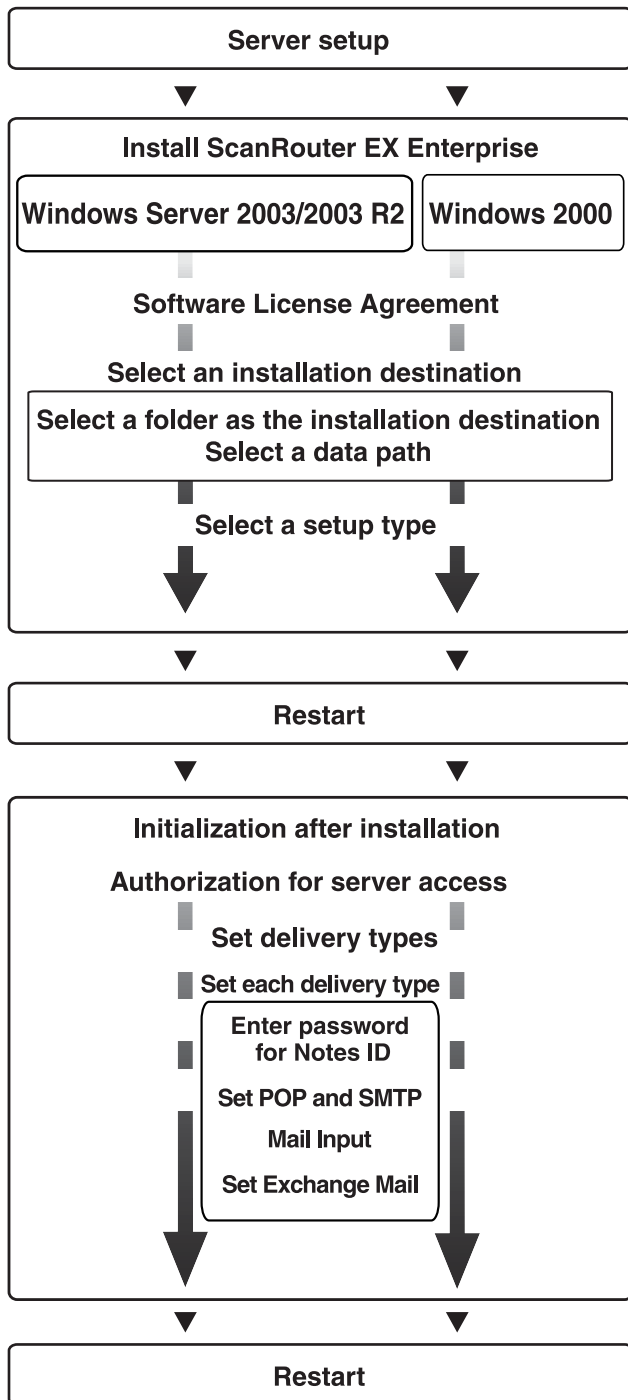 Server setup
Install ScanRouter EX Enterprise
Windows Server 2003/2003 R2
Windows 2000
Software License Agreement
Select an installation destination
Select a folder as the installation destination
Select a data path
Select a setup type
Restart
Initialization after installation
Authorization for server access
Set delivery types
Set each delivery type
Enter password
for Notes ID
Set POP and SMTP
Mail Input
Set Exchange Mail
Restart